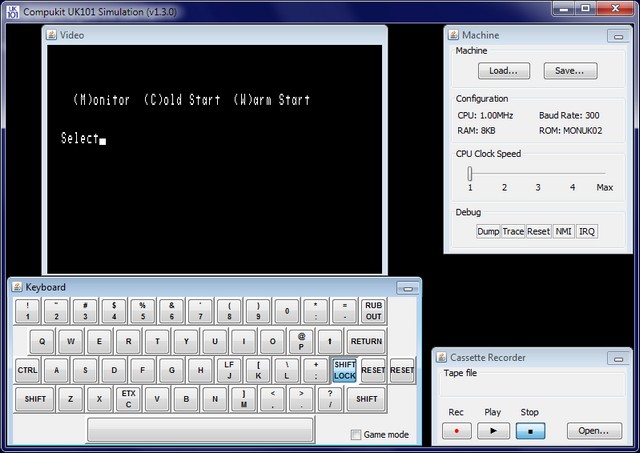 UK 101 Compukit UK101 Simulation (v1.3.0)
Video
(M)onitor (C)old Start (W)arm Start
Select
Machine
Machine
Load... Save...
Configuration
CPU: 1.00MHz Baud Rate: 300
RAM: 8KB ROM: MONUK02
CPU Clock Speed
1 2 3 4 Max
Debug
Dump Trace Reset NMI IRQ
Keyboard
! " # $ % & ' ( ) * = RUB
1 2 3 4 5 6 7 8 9 0 : - OUT
Q W E R T Y U I O @ P ↑ RETURN
CTRL A S D F G H LF J [ K \ L + ; SHIFT LOCK RESET RESET
SHIFT Z X ETX C V B N ] M < , > . ? / SHIFT
Game mode
Cassette Recorder
Tape file
Rec Play Stop
Open...